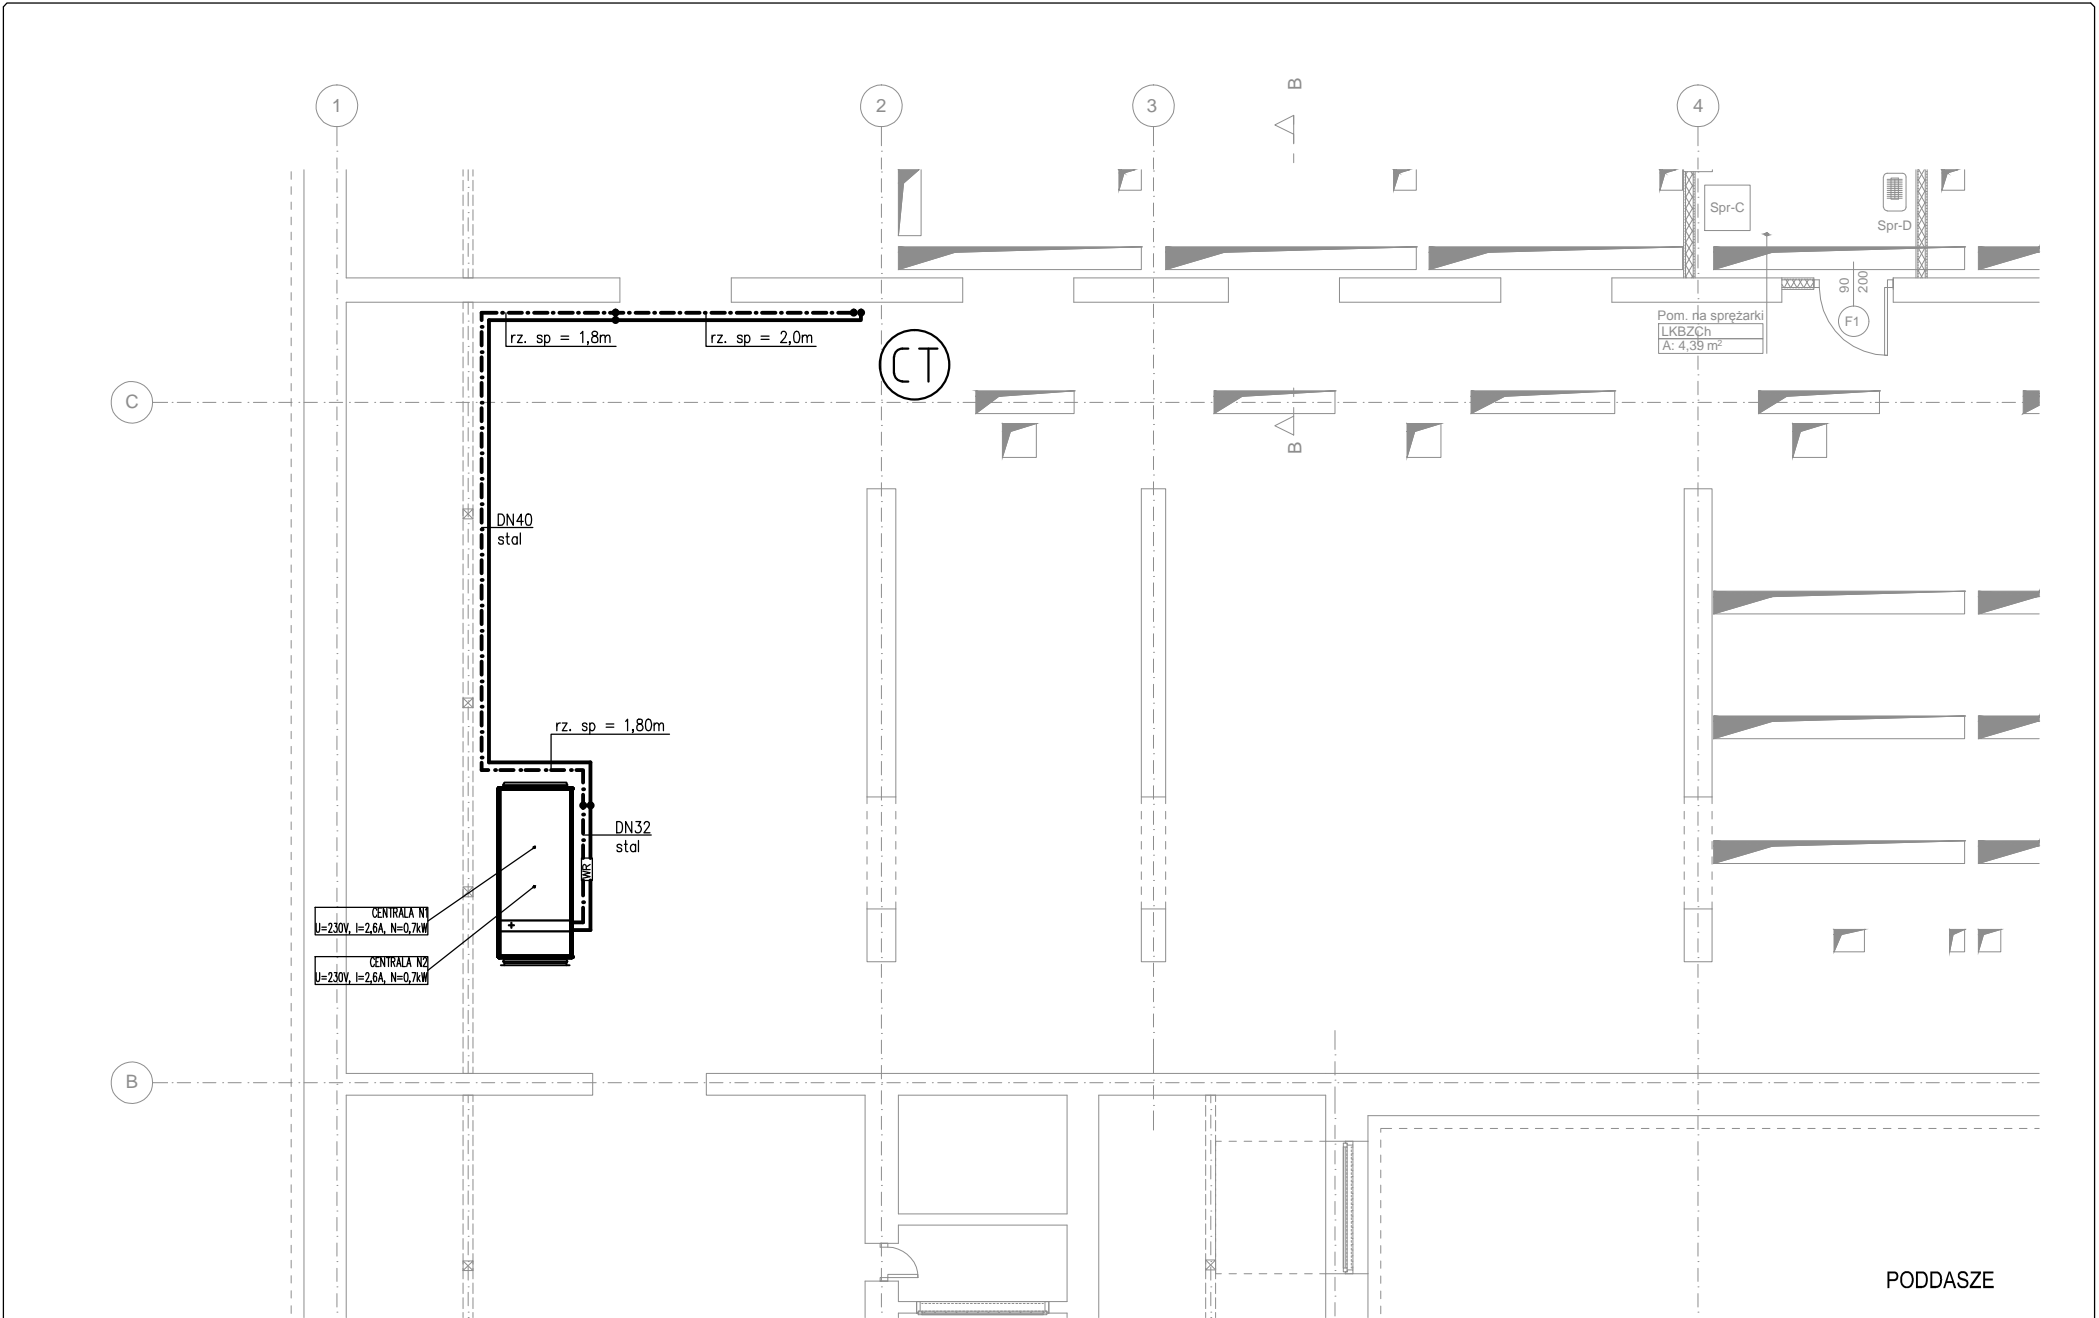 1
2
3
4
B
Spr-C
Spr-D
90
200
F1
Pom. na sprężarki
LKBZCh
A: 4,39 m²
rz. sp = 1,8m
rz. sp = 2,0m
CT
C
B
DN40
stal
rz. sp = 1,80m
DN32
stal
WR
+
CENTRALA N1
U=230V, I=2,6A, N=0,7kW
CENTRALA N2
U=230V, I=2,6A, N=0,7kW
B
PODDASZE